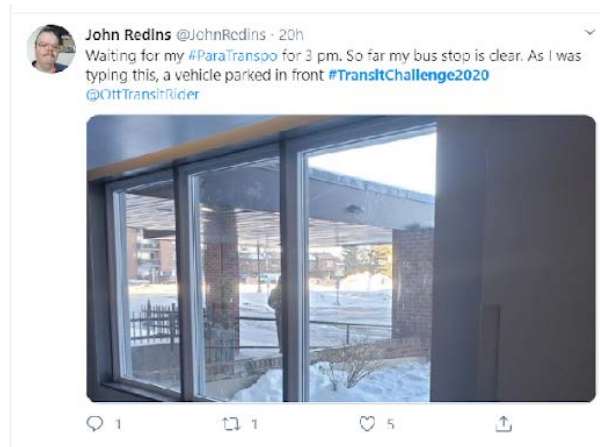 John Redins @JohnRedins · 20h
Waiting for my #ParaTranspo for 3 pm. So far my bus stop is clear. As I was
typing this, a vehicle parked in front #TransitChallenge2020
@OttTransitRider
1 1 5